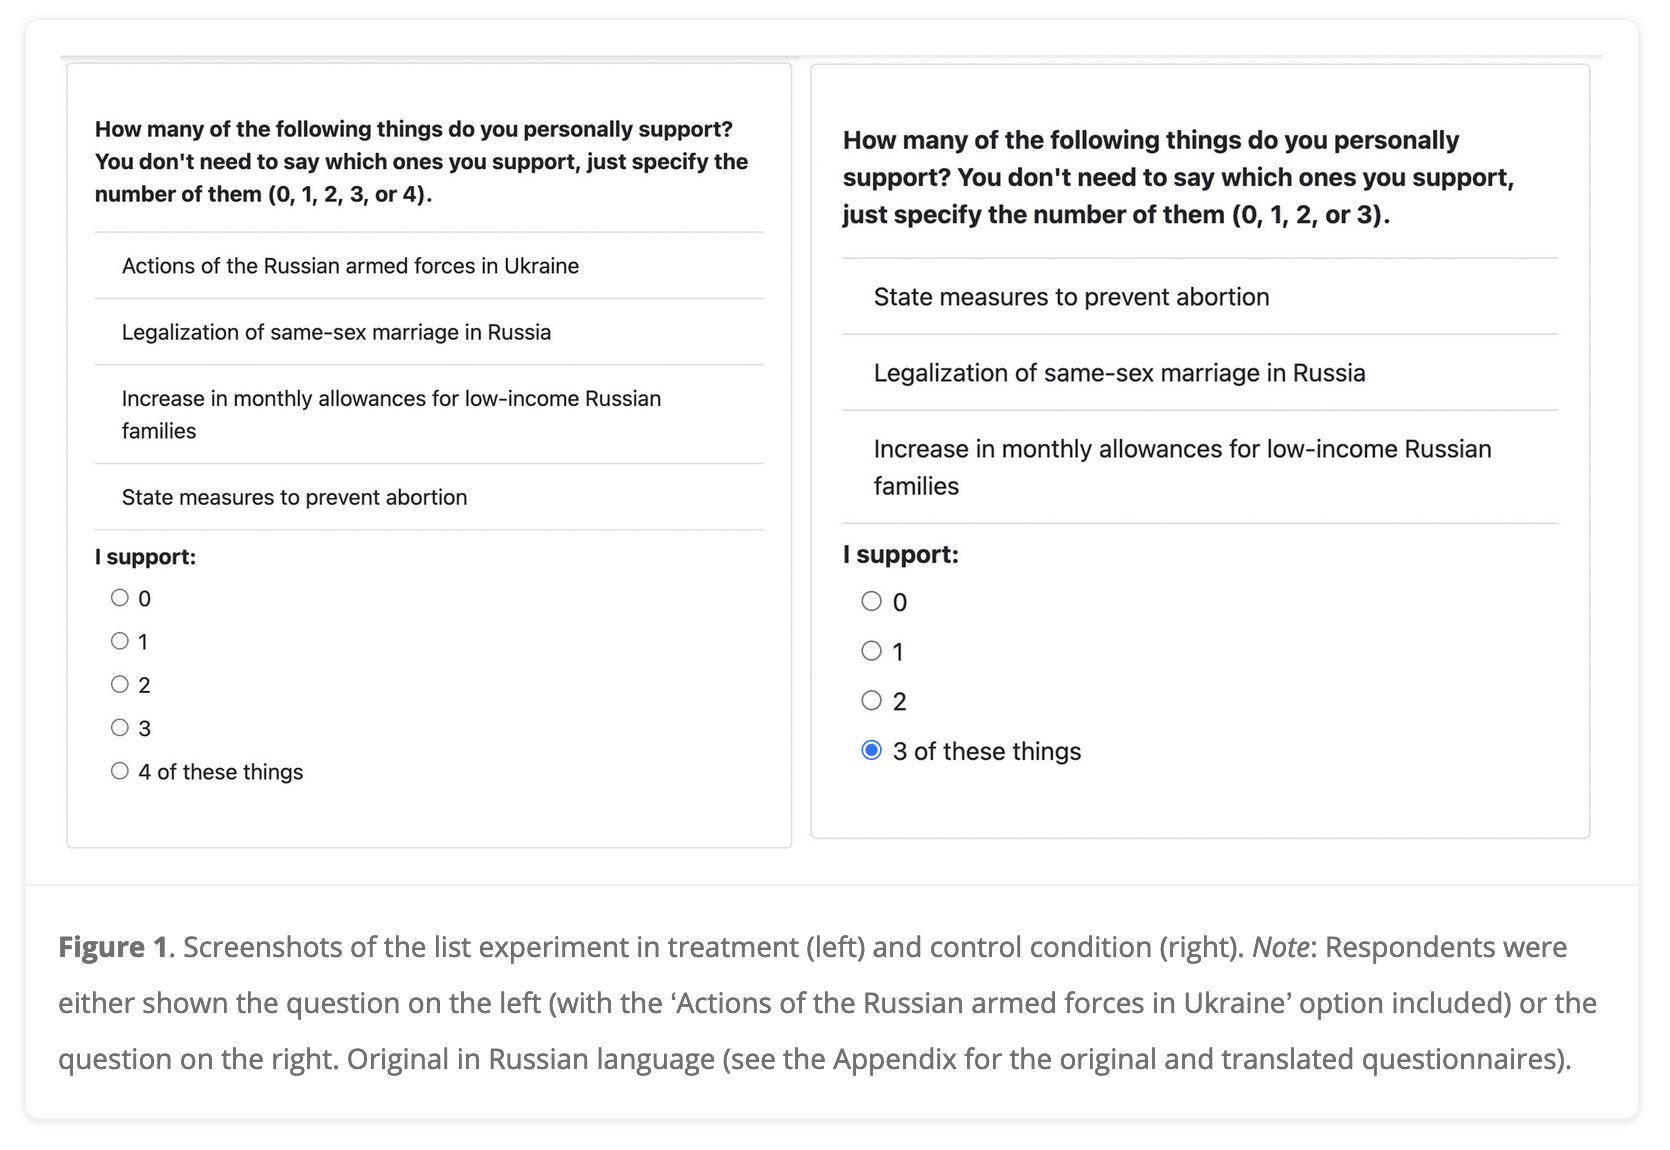 How many of the following things do you personally support?
You don't need to say which ones you support, just specify the
number of them (0, 1, 2, 3, or 4).
Actions of the Russian armed forces in Ukraine
Legalization of same-sex marriage in Russia
Increase in monthly allowances for low-income Russian
families
State measures to prevent abortion
I support:
0
1
2
3
4 of these things
How many of the following things do you personally
support? You don't need to say which ones you support,
just specify the number of them (0, 1, 2, or 3).
State measures to prevent abortion
Legalization of same-sex marriage in Russia
Increase in monthly allowances for low-income Russian
families
I support:
0
1
2
3 of these things
Figure 1. Screenshots of the list experiment in treatment (left) and control condition (right). Note: Respondents were
either shown the question on the left (with the ‘Actions of the Russian armed forces in Ukraine’ option included) or the
question on the right. Original in Russian language (see the Appendix for the original and translated questionnaires).